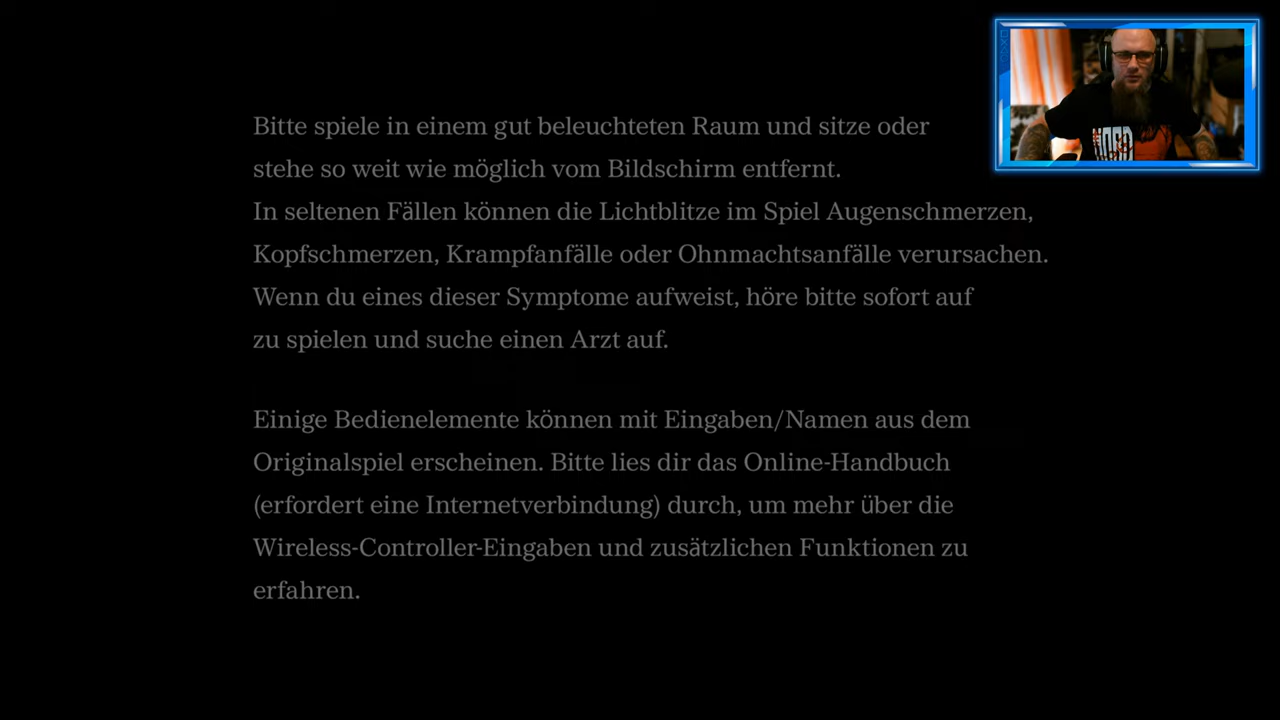 Bitte spiele in einem gut beleuchteten Raum und sitze oder
stehe so weit wie möglich vom Bildschirm entfernt.
In seltenen Fällen können die Lichtblitze im Spiel Augenschmerzen,
Kopfschmerzen, Krampfanfälle oder Ohnmachtsanfälle verursachen.
Wenn du eines dieser Symptome aufweist, höre bitte sofort auf
zu spielen und suche einen Arzt auf.
Einige Bedienelemente können mit Eingaben/Namen aus dem
Originalspiel erscheinen. Bitte lies dir das Online-Handbuch
(erfordert eine Internetverbindung) durch, um mehr über die
Wireless-Controller-Eingaben und zusätzlichen Funktionen zu
erfahren.